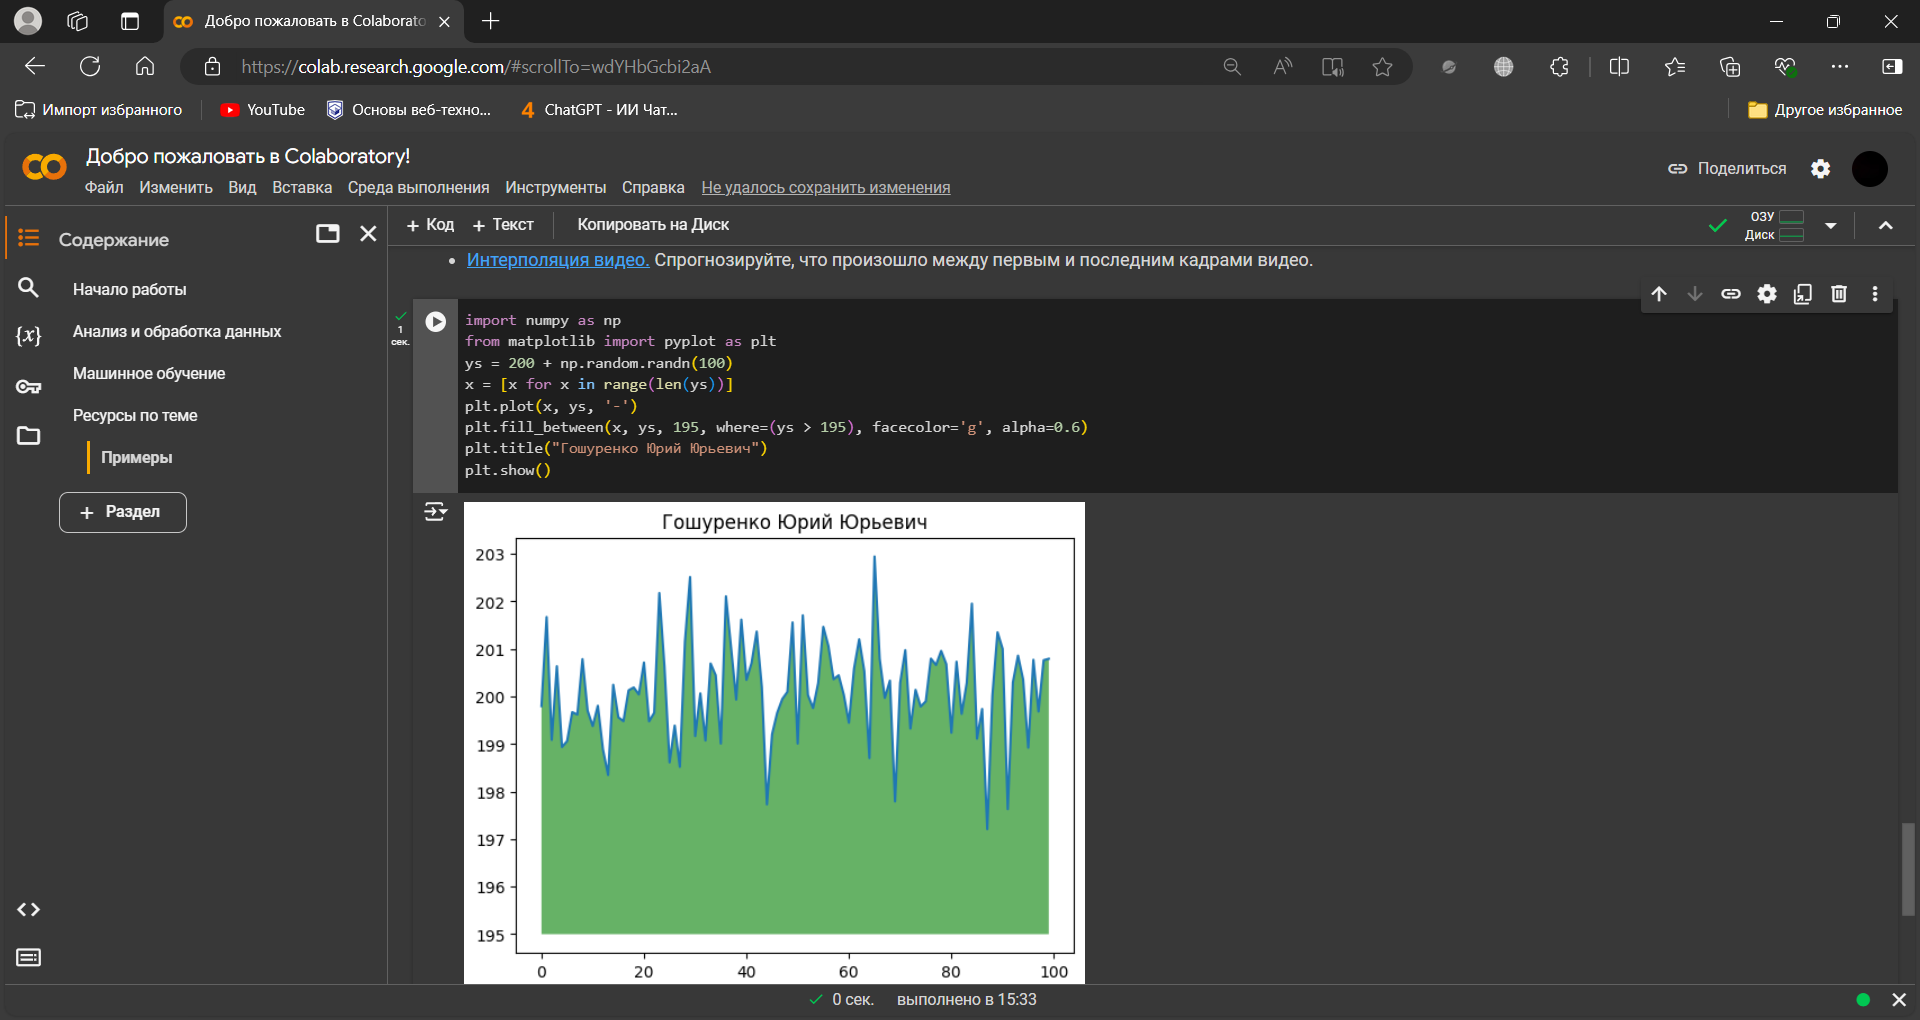 Добро пожаловать в Colaborato
https://colab.research.google.com/#scrollTo=wdYHbGcbi2aA
Импорт избранного
YouTube
Основы веб-техно...
ChatGPT - ИИ Чат...
Другое избранное
Добро пожаловать в Colaboratory!
Поделиться
Файл Изменить Вид Вставка Среда выполнения Инструменты Справка Не удалось сохранить изменения
Содержание
+ Код + Текст Копировать на Диск
ОЗУ
Диск
Интерполяция видео. Спрогнозируйте, что произошло между первым и последним кадрами видео.
Начало работы
Анализ и обработка данных
Машинное обучение
Ресурсы по теме
Примеры
+ Раздел
1
сек.
import numpy as np
from matplotlib import pyplot as plt
ys = 200 + np.random.randn(100)
x = [x for x in range(len(ys))]
plt.plot(x, ys, '-')
plt.fill_between(x, ys, 195, where=(ys > 195), facecolor='g', alpha=0.6)
plt.title("Гошуренко Юрий Юрьевич")
plt.show()
Гошуренко Юрий Юрьевич
203
202
201
200
199
198
197
196
195
0 20 40 60 80 100
0 сек. выполнено в 15:33